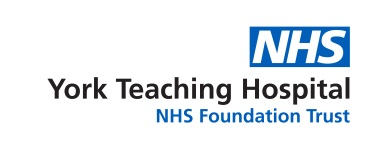 NHS
York Teaching Hospital
NHS Foundation Trust